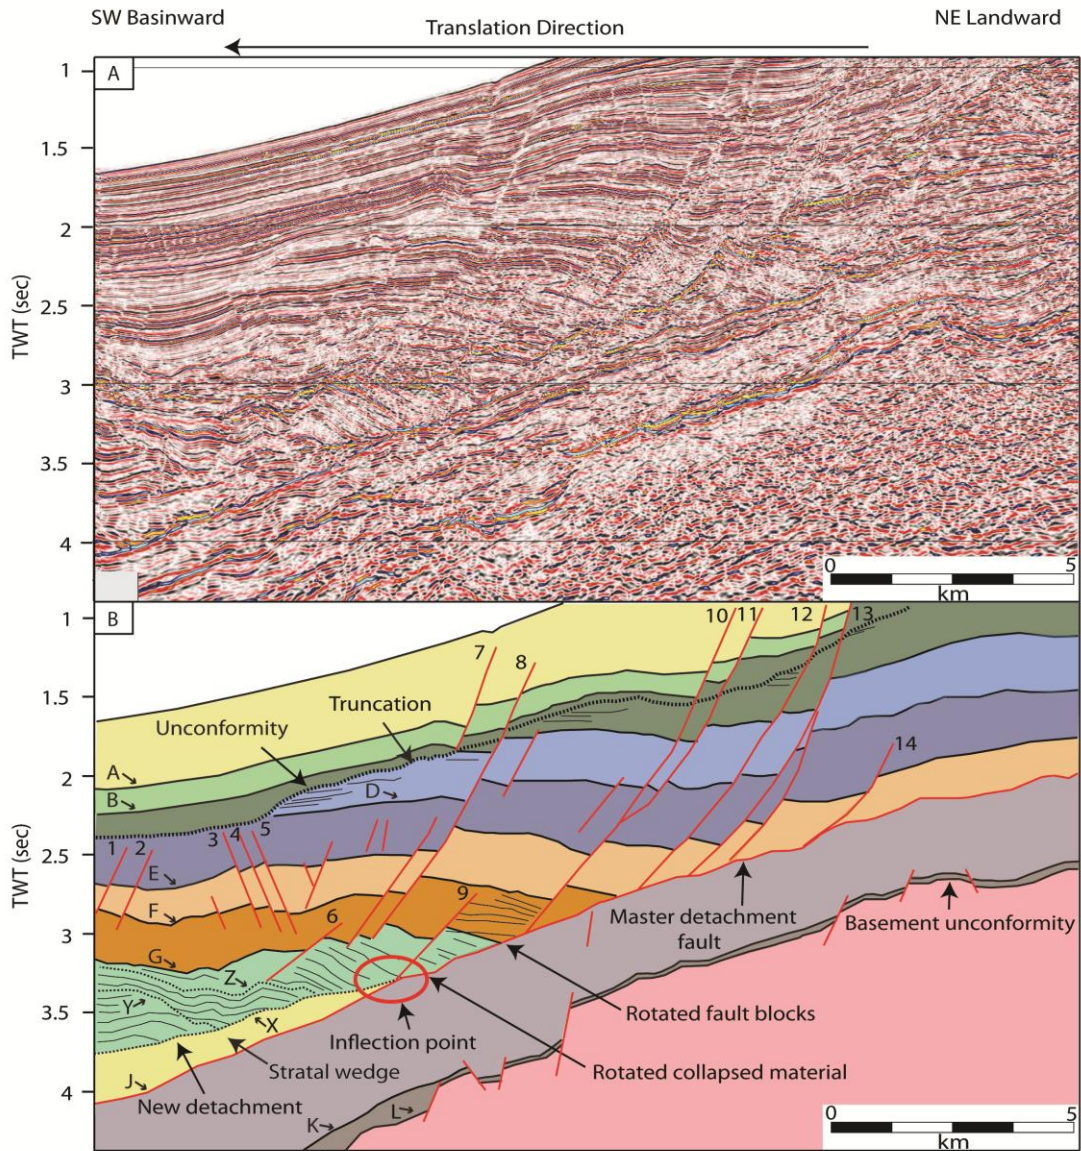 SW Basinward
NE Landward
Translation Direction
A
1
1.5
2
2.5
3
3.5
4
TWT (sec)
0 5
km
B
1
1.5
2
2.5
3
3.5
4
TWT (sec)
7
8
10
11
12
13
14
Unconformity
Truncation
A
B
D
1
2
3
4
5
E
F
6
9
G
Z
Y
X
J
K
L
Master detachment
fault
Basement unconformity
Rotated fault blocks
Inflection point
Rotated collapsed material
Stratal wedge
New detachment
0 5
km